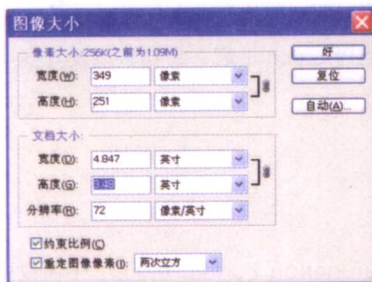 图像大小
像素大小:256K(之前为1.09M)
宽度(W): 349 像素
高度(H): 251 像素
好
复位
自动(A)...
文档大小:
宽度(D): 4.847 英寸
高度(G): 3.49 英寸
分辨率(R): 72 像素/英寸
约束比例(C)
重定图像像素(I): 两次立方